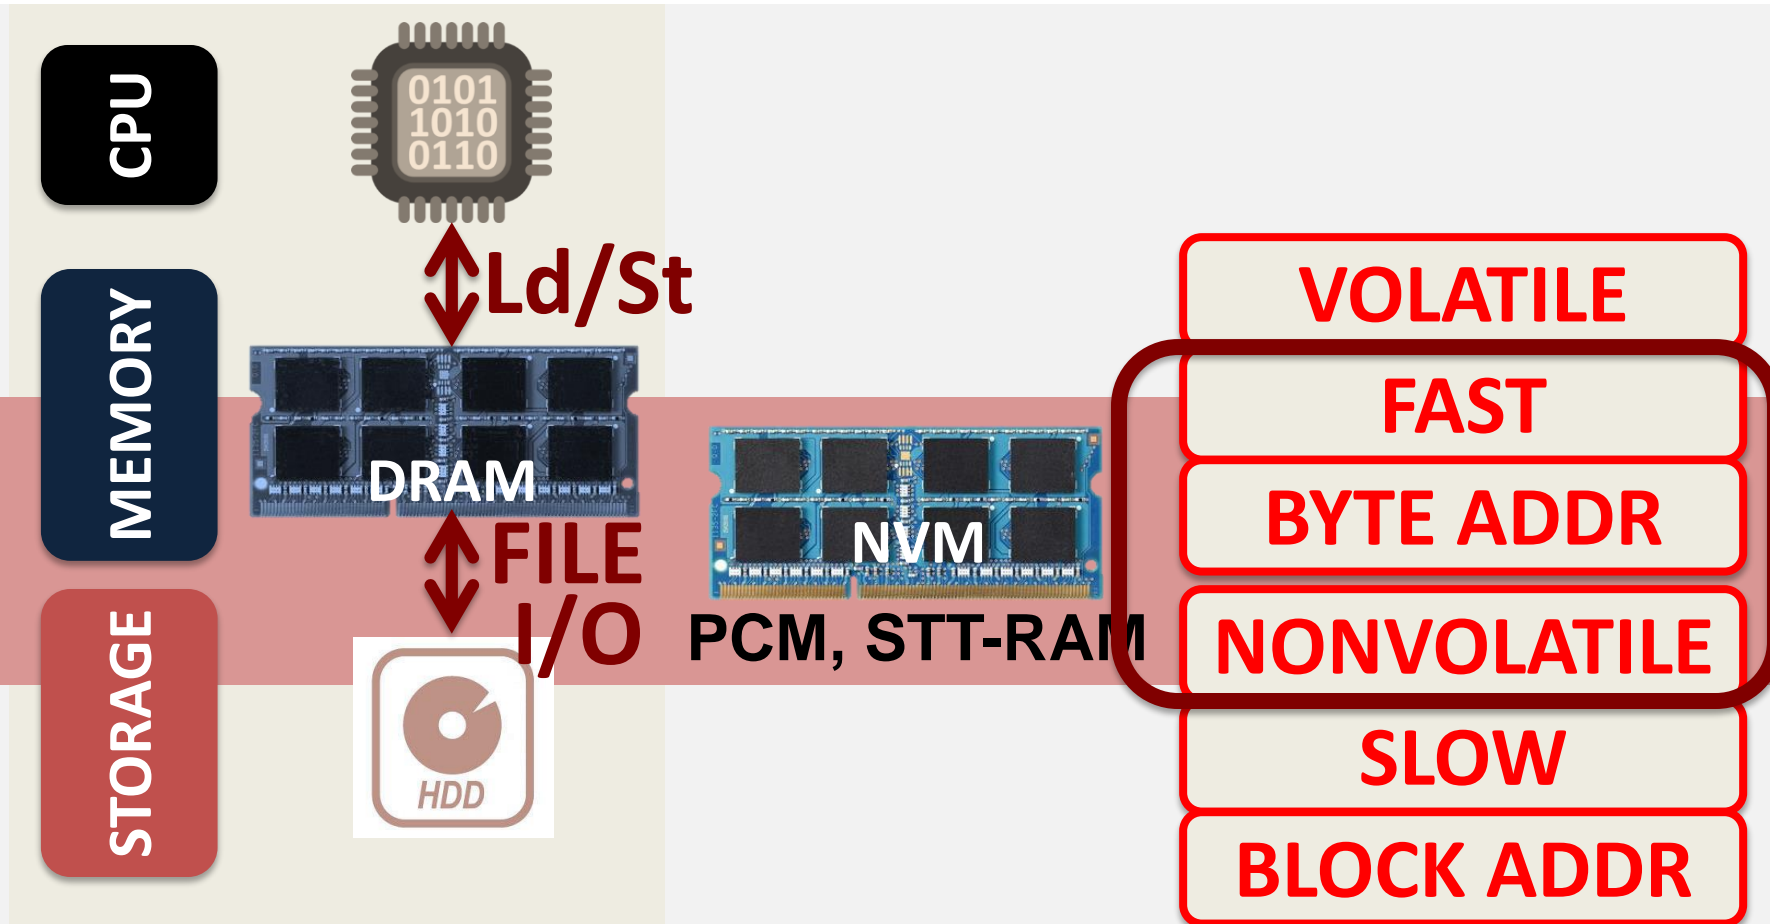 CPU
0101
1010
0110
Ld/St
MEMORY
DRAM
FILE
I/O
NVM
PCM, STT-RAM
STORAGE
HDD
VOLATILE
FAST
BYTE ADDR
NONVOLATILE
SLOW
BLOCK ADDR